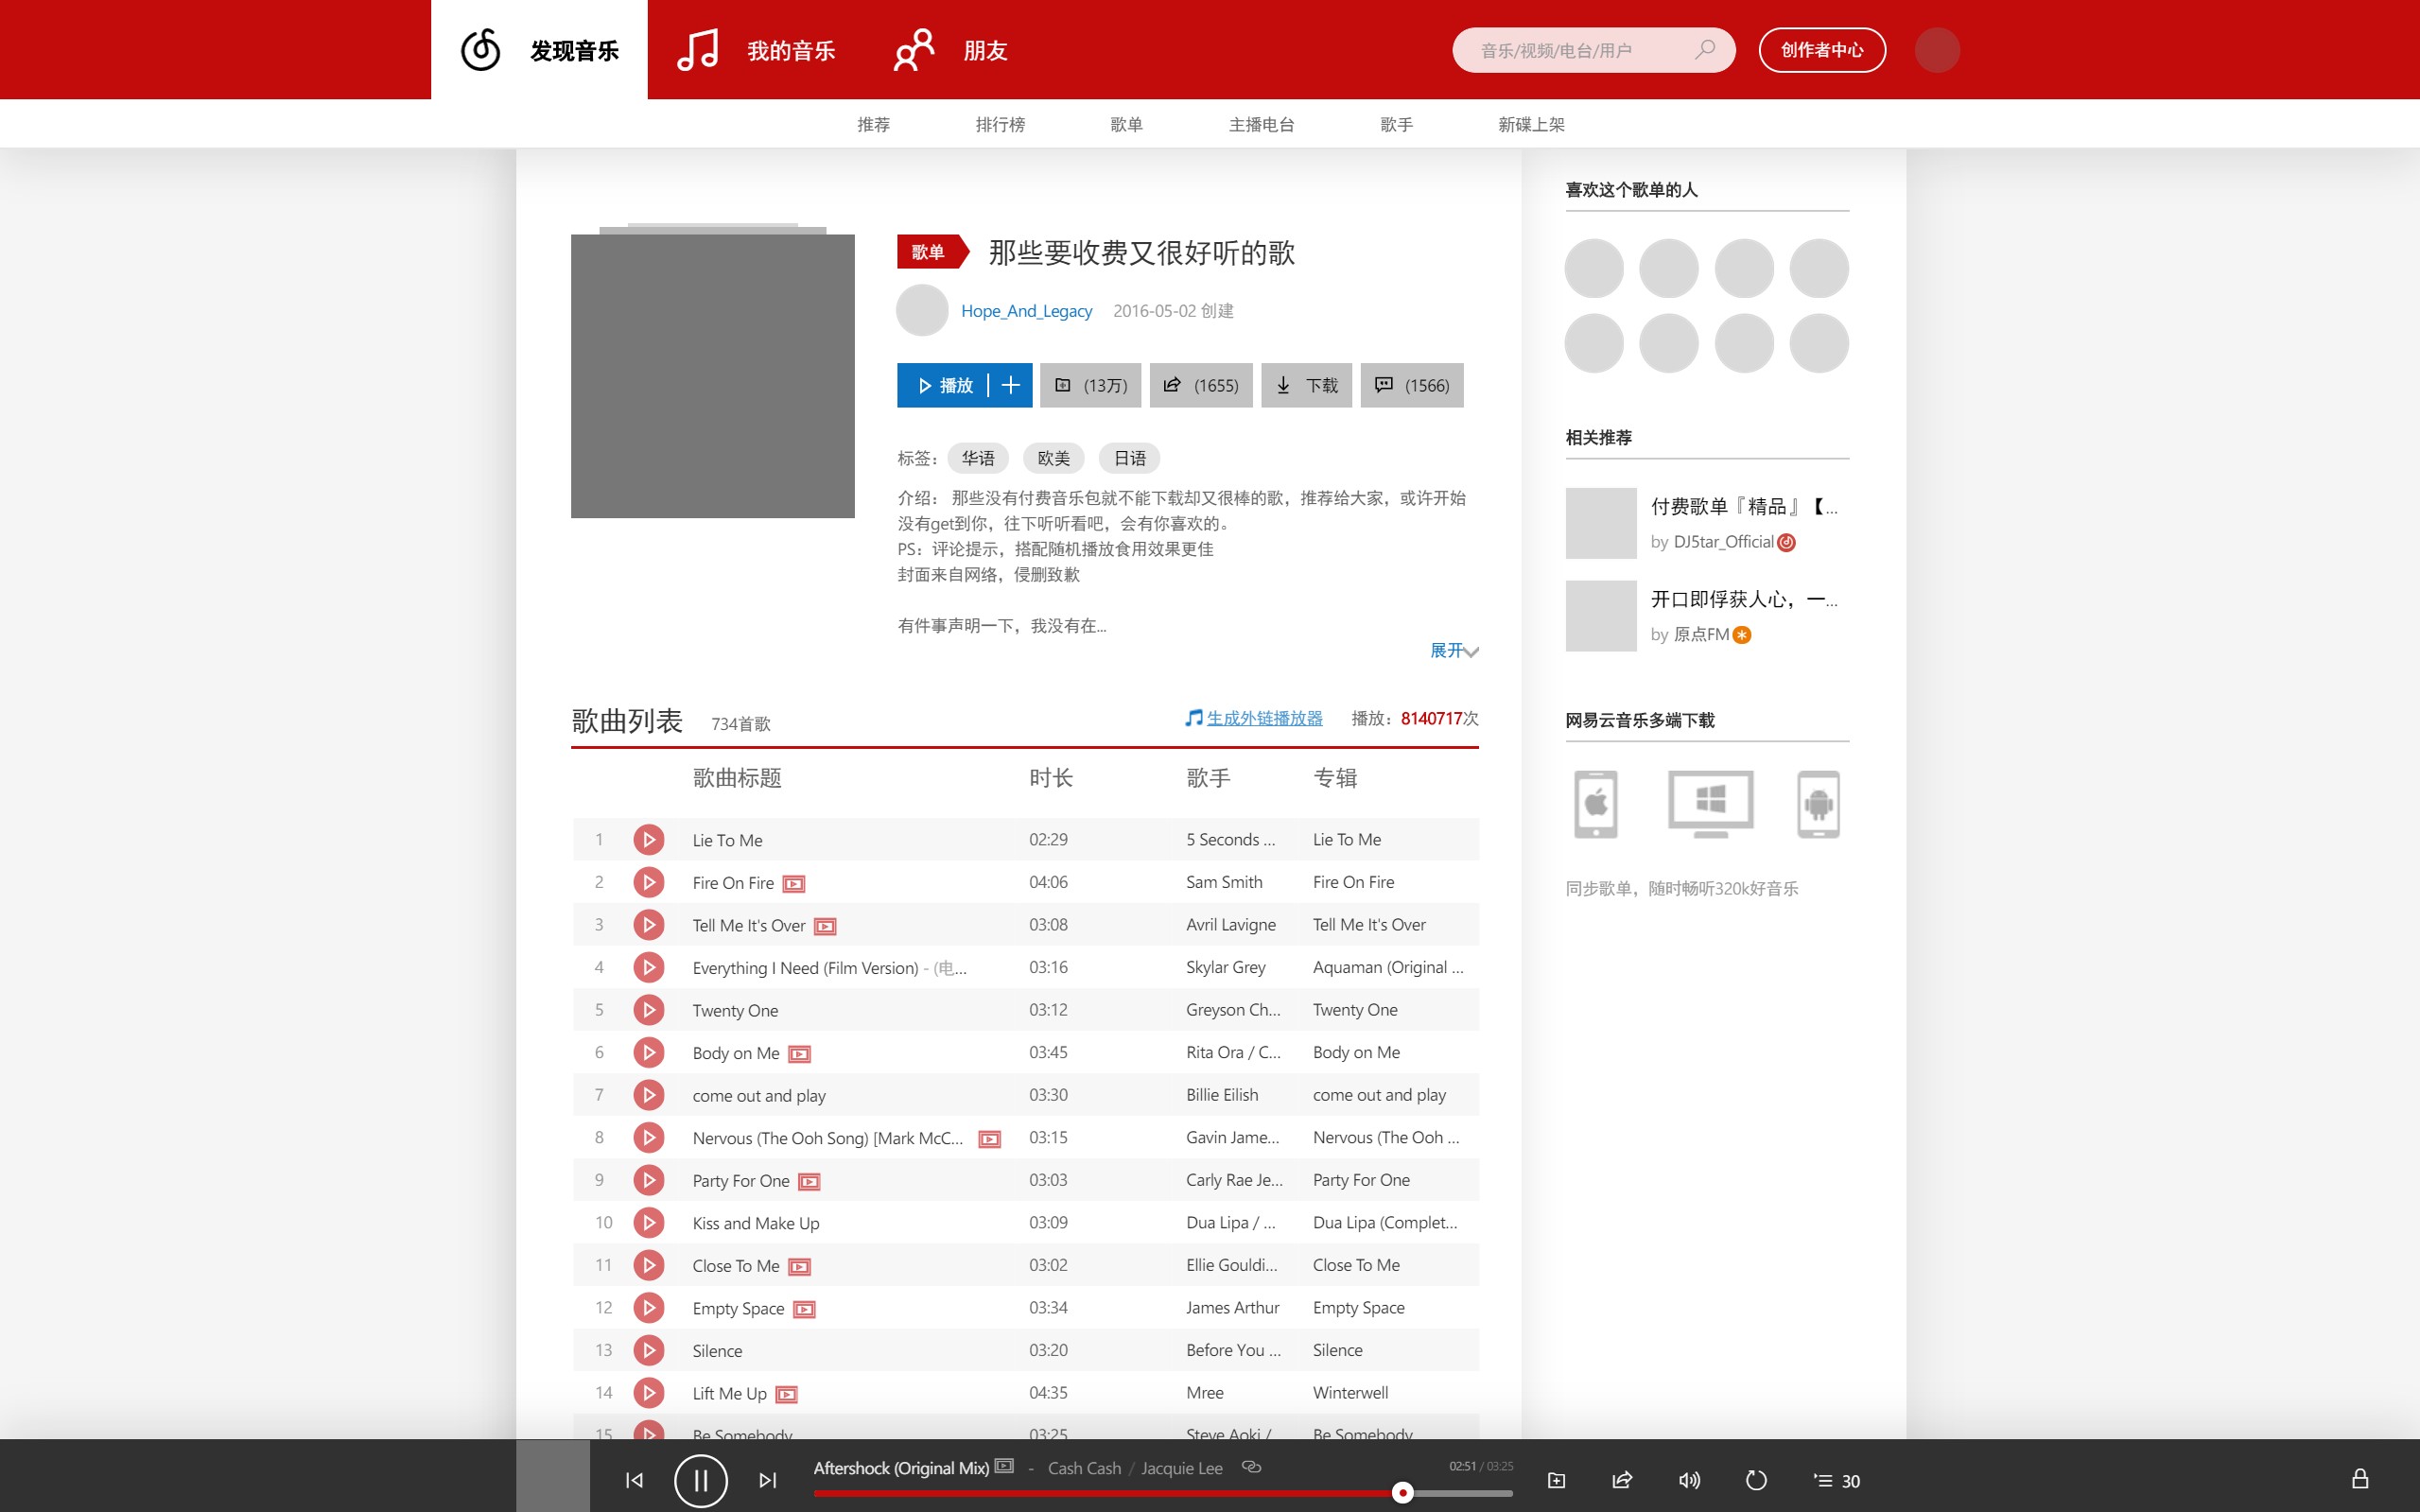 发现音乐 我的音乐 朋友 音乐/视频/电台/用户 创作者中心
推荐 排行榜 歌单 主播电台 歌手 新碟上架
歌单 那些要收费又很好听的歌
Hope_And_Legacy 2016-05-02 创建
播放 (13万) (1655) 下载 (1566)
标签： 华语 欧美 日语
介绍： 那些没有付费音乐包就不能下载却又很棒的歌，推荐给大家，或许开始
没有get到你，往下听听看吧，会有你喜欢的。
PS：评论提示，搭配随机播放食用效果更佳
封面来自网络，侵删致歉
有件事声明一下，我没有在...
展开
歌曲列表 734首歌 生成外链播放器 播放：8140717次
歌曲标题 时长 歌手 专辑
1 Lie To Me 02:29 5 Seconds ... Lie To Me
2 Fire On Fire 04:06 Sam Smith Fire On Fire
3 Tell Me It's Over 03:08 Avril Lavigne Tell Me It's Over
4 Everything I Need (Film Version) - (电... 03:16 Skylar Grey Aquaman (Original ...
5 Twenty One 03:12 Greyson Ch... Twenty One
6 Body on Me 03:45 Rita Ora / C... Body on Me
7 come out and play 03:30 Billie Eilish come out and play
8 Nervous (The Ooh Song) [Mark McC... 03:15 Gavin Jame... Nervous (The Ooh ...
9 Party For One 03:03 Carly Rae Je... Party For One
10 Kiss and Make Up 03:09 Dua Lipa / ... Dua Lipa (Complet...
11 Close To Me 03:02 Ellie Gouldi... Close To Me
12 Empty Space 03:34 James Arthur Empty Space
13 Silence 03:20 Before You ... Silence
14 Lift Me Up 04:35 Mree Winterwell
15 Be Somebody 03:25 Steve Aoki / Be Somebody
喜欢这个歌单的人
相关推荐
付费歌单『精品』【...
by DJ5tar_Official
开口即俘获人心，一...
by 原点FM
网易云音乐多端下载
同步歌单，随时畅听320k好音乐
Aftershock (Original Mix) - Cash Cash / Jacquie Lee 02:51 / 03:25 30